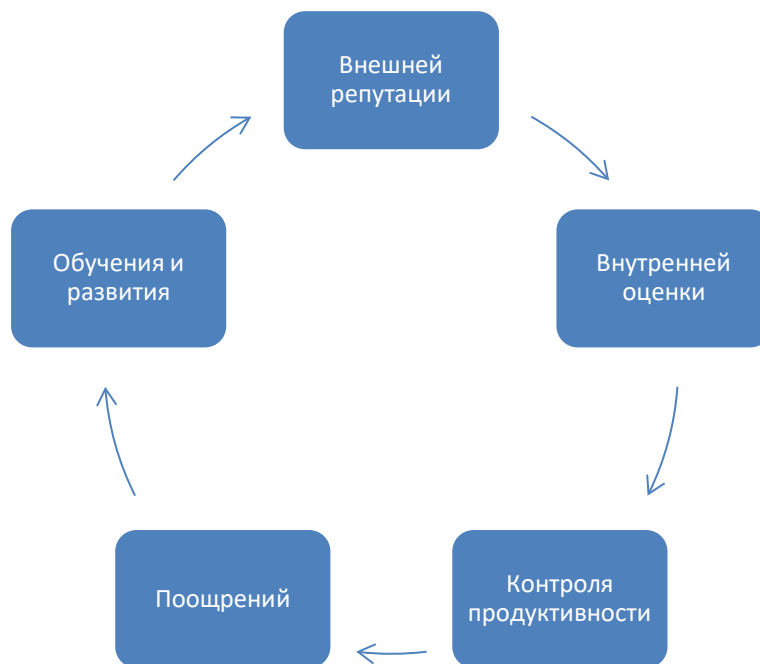 Внешней
репутации
Внутренней
оценки
Контроля
продуктивности
Поощрений
Обучения и
развития